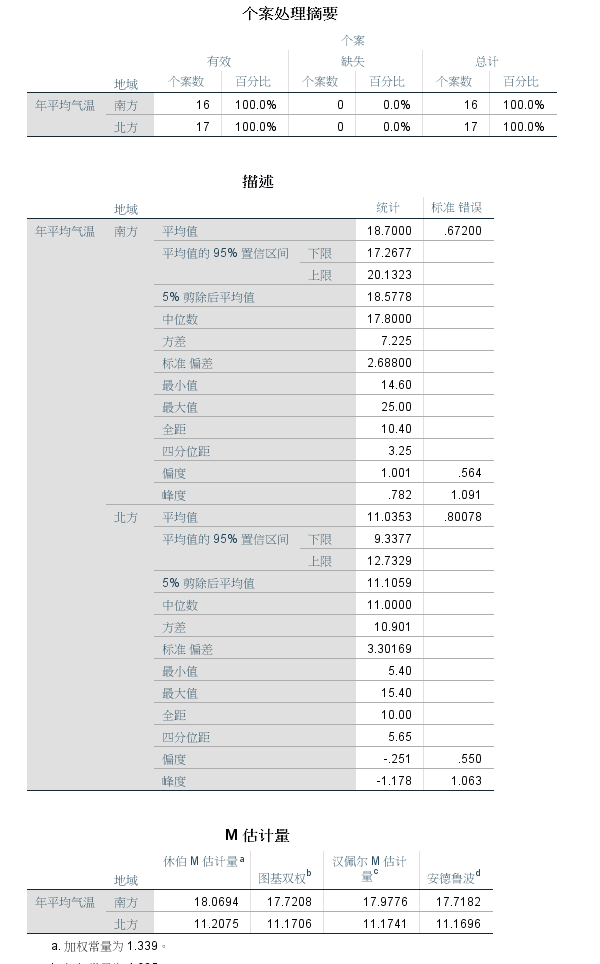 个案处理摘要
个案
有效 缺失 总计
地域 个案数 百分比 个案数 百分比 个案数 百分比
年平均气温 南方 16 100.0% 0 0.0% 16 100.0%
北方 17 100.0% 0 0.0% 17 100.0%
描述
地域 统计 标准 错误
年平均气温 南方 平均值 18.7000 .67200
平均值的 95% 置信区间 下限 17.2677
上限 20.1323
5% 剪除后平均值 18.5778
中位数 17.8000
方差 7.225
标准 偏差 2.68800
最小值 14.60
最大值 25.00
全距 10.40
四分位距 3.25
偏度 1.001 .564
峰度 .782 1.091
北方 平均值 11.0353 .80078
平均值的 95% 置信区间 下限 9.3377
上限 12.7329
5% 剪除后平均值 11.1059
中位数 11.0000
方差 10.901
标准 偏差 3.30169
最小值 5.40
最大值 15.40
全距 10.00
四分位距 5.65
偏度 -.251 .550
峰度 -1.178 1.063
M 估计量
地域 休伯 M 估计量a 图基双权b 汉佩尔 M 估计
量c 安德鲁波d
年平均气温 南方 18.0694 17.7208 17.9776 17.7182
北方 11.2075 11.1706 11.1741 11.1696
a. 加权常量为 1.339。